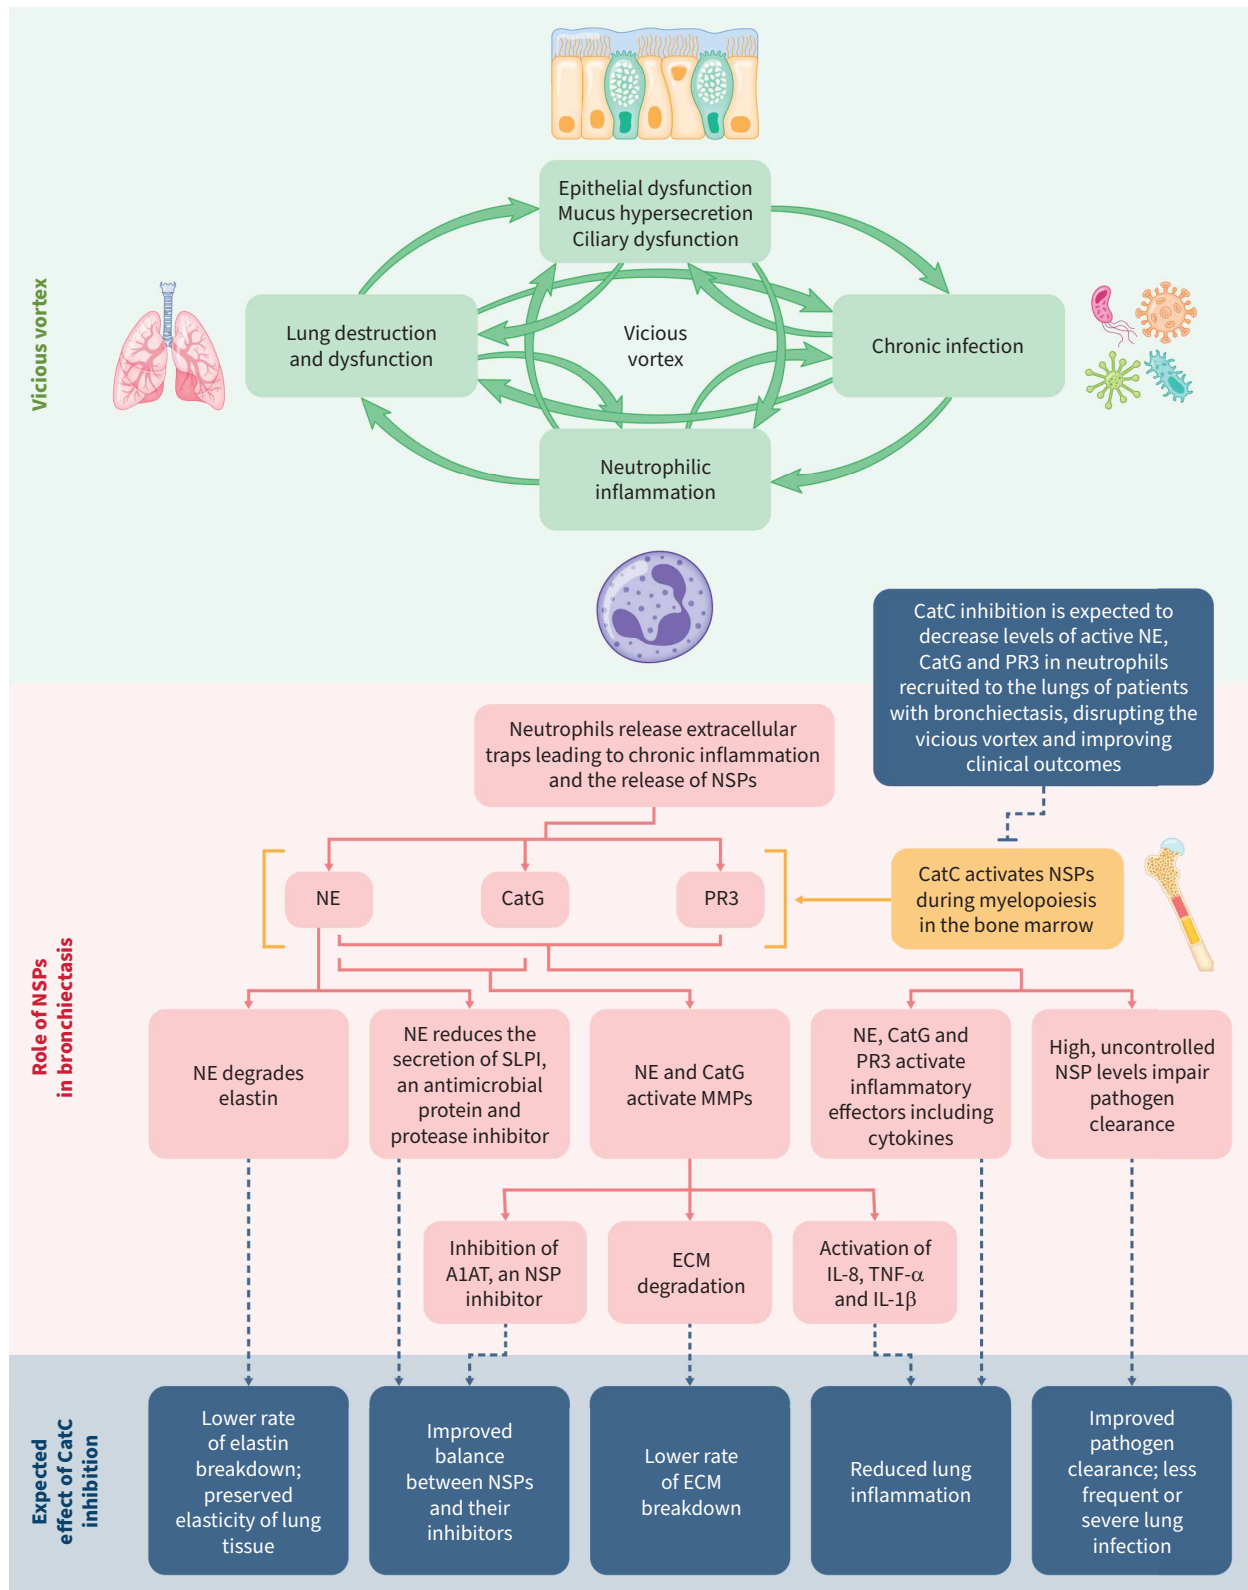 Vicious vortex
Epithelial dysfunction
Mucus hypersecretion
Ciliary dysfunction
Lung destruction
and dysfunction
Vicious
vortex
Chronic infection
Neutrophilic
inflammation
CatC inhibition is expected to
decrease levels of active NE,
CatG and PR3 in neutrophils
recruited to the lungs of patients
with bronchiectasis, disrupting the
vicious vortex and improving
clinical outcomes
Role of NSPs
in bronchiectasis
Neutrophils release extracellular
traps leading to chronic inflammation
and the release of NSPs
NE
CatG
PR3
CatC activates NSPs
during myelopoiesis
in the bone marrow
NE degrades
elastin
NE reduces the
secretion of SLPI,
an antimicrobial
protein and
protease inhibitor
NE and CatG
activate MMPs
NE, CatG and
PR3 activate
inflammatory
effectors including
cytokines
High, uncontrolled
NSP levels impair
pathogen
clearance
Inhibition of
A1AT, an NSP
inhibitor
ECM
degradation
Activation of
IL-8, TNF-α
and IL-1β
Expected
effect of CatC
inhibition
Lower rate
of elastin
breakdown;
preserved
elasticity of lung
tissue
Improved
balance
between NSPs
and their
inhibitors
Lower rate
of ECM
breakdown
Reduced lung
inflammation
Improved
pathogen
clearance; less
frequent or
severe lung
infection